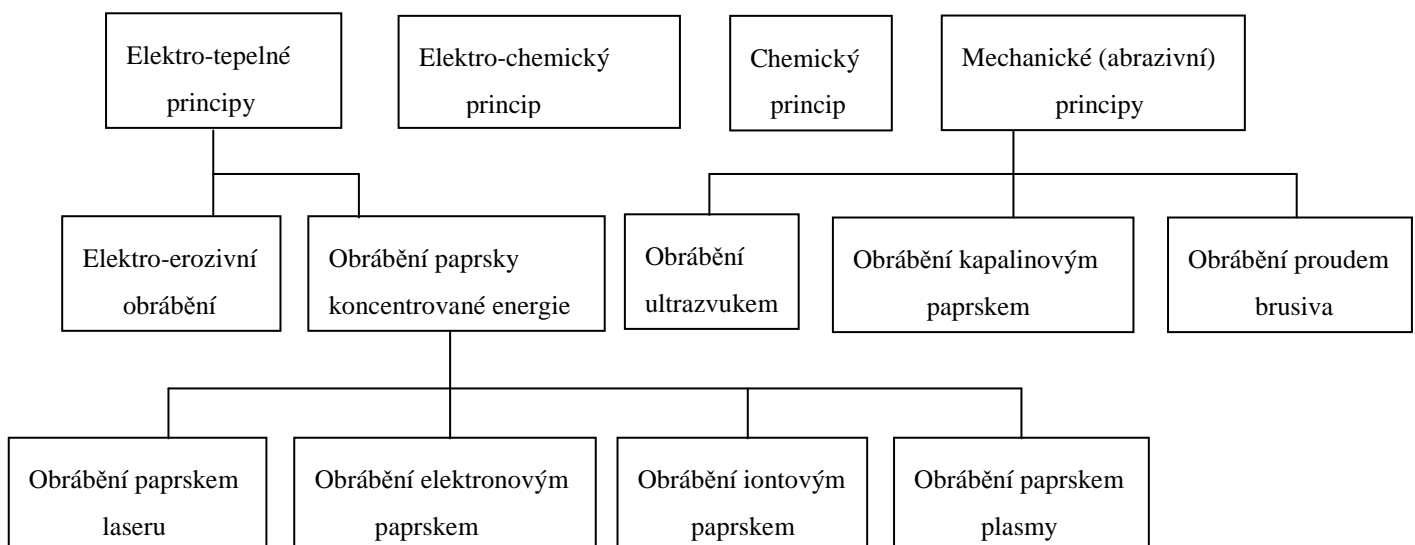 Elektro-tepelné
principy
Elektro-chemický
princip
Chemický
princip
Mechanické (abrazivní)
principy
Elektro-erozivní
obrábění
Obrábění paprsky
koncentrované energie
Obrábění
ultrazvukem
Obrábění kapalinovým
paprskem
Obrábění proudem
brusiva
Obrábění paprskem
laseru
Obrábění elektronovým
paprskem
Obrábění iontovým
paprskem
Obrábění paprskem
plasmy